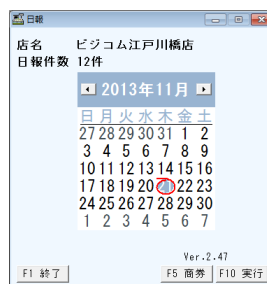 日報
店名 ビジコム江戸川橋店
日報件数 12件
2013年11月
日 月 火 水 木 金 土
27 28 29 30 31 1 2
3 4 5 6 7 8 9
10 11 12 13 14 15 16
17 18 19 20 21 22 23
24 25 26 27 28 29 30
1 2 3 4 5 6 7
Ver.2.47
F1 終了 F5 商券 F10 実行